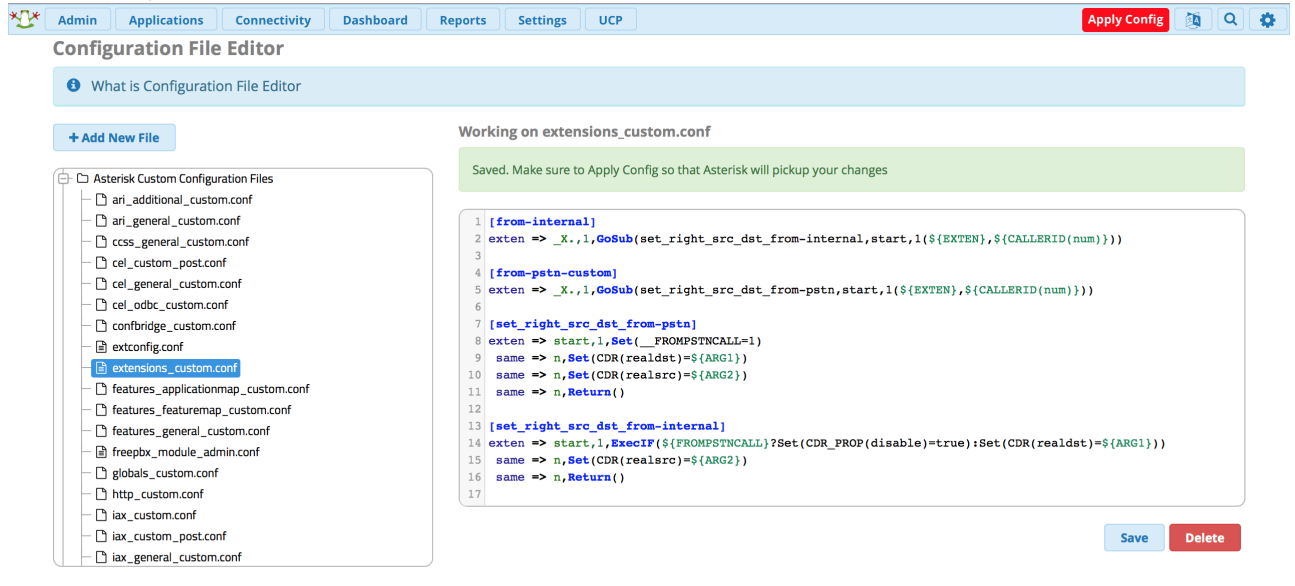 Admin Applications Connectivity Dashboard Reports Settings UCP Apply Config
Configuration File Editor
What is Configuration File Editor
+ Add New File
Asterisk Custom Configuration Files
ari_additional_custom.conf
ari_general_custom.conf
ccss_general_custom.conf
cel_custom_post.conf
cel_general_custom.conf
cel_odbc_custom.conf
confbridge_custom.conf
extconfig.conf
extensions_custom.conf
features_applicationmap_custom.conf
features_featuremap_custom.conf
features_general_custom.conf
freepbx_module_admin.conf
globals_custom.conf
http_custom.conf
iax_custom.conf
iax_custom_post.conf
iax_general_custom.conf
Working on extensions_custom.conf
Saved. Make sure to Apply Config so that Asterisk will pickup your changes
1 [from-internal]
2 exten => _X.,1,GoSub(set_right_src_dst_from-internal,start,1(${EXTEN},${CALLERID(num)}))
3
4 [from-pstn-custom]
5 exten => _X.,1,GoSub(set_right_src_dst_from-pstn,start,1(${EXTEN},${CALLERID(num)}))
6
7 [set_right_src_dst_from-pstn]
8 exten => start,1,Set(__FROMPSTNCALL=1)
9 same => n,Set(CDR(realdst)=${ARG1})
10 same => n,Set(CDR(realsrc)=${ARG2})
11 same => n,Return()
12
13 [set_right_src_dst_from-internal]
14 exten => start,1,ExecIF(${FROMPSTNCALL}?Set(CDR_PROP(disable)=true):Set(CDR(realdst)=${ARG1}))
15 same => n,Set(CDR(realsrc)=${ARG2})
16 same => n,Return()
17
Save Delete